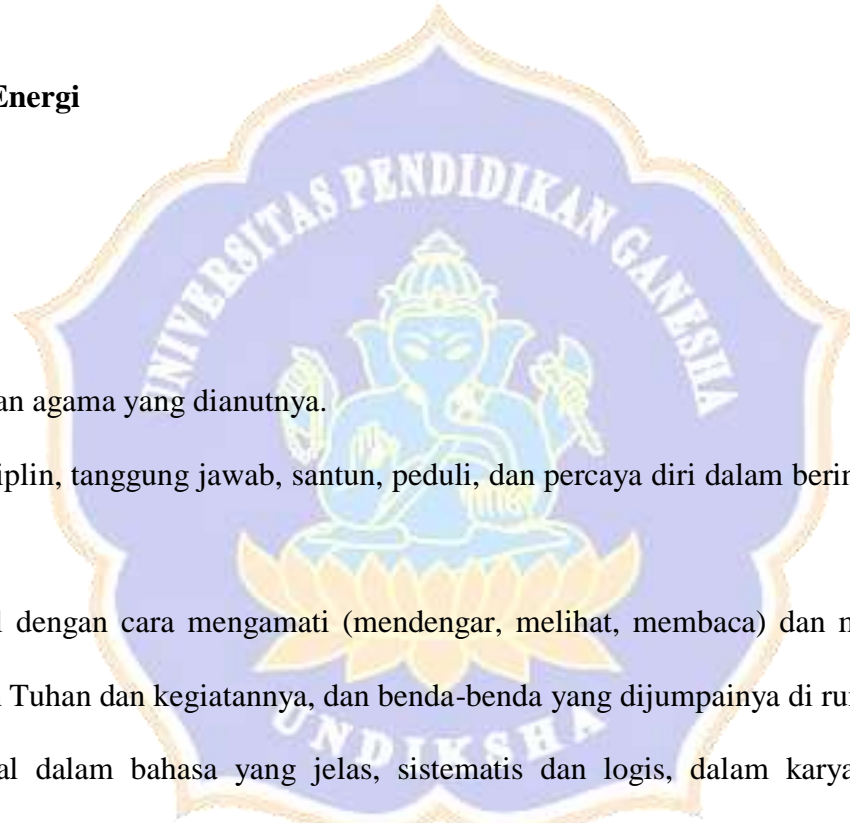 Energi
UNIVERSITAS PENDIDIKAN GANESHA
an agama yang dianutnya.
iplin, tanggung jawab, santun, peduli, dan percaya diri dalam berin
l dengan cara mengamati (mendengar, melihat, membaca) dan m
n Tuhan dan kegiatannya, dan benda-benda yang dijumpainya di ru
al dalam bahasa yang jelas, sistematis dan logis, dalam karya
UNDIKSHA